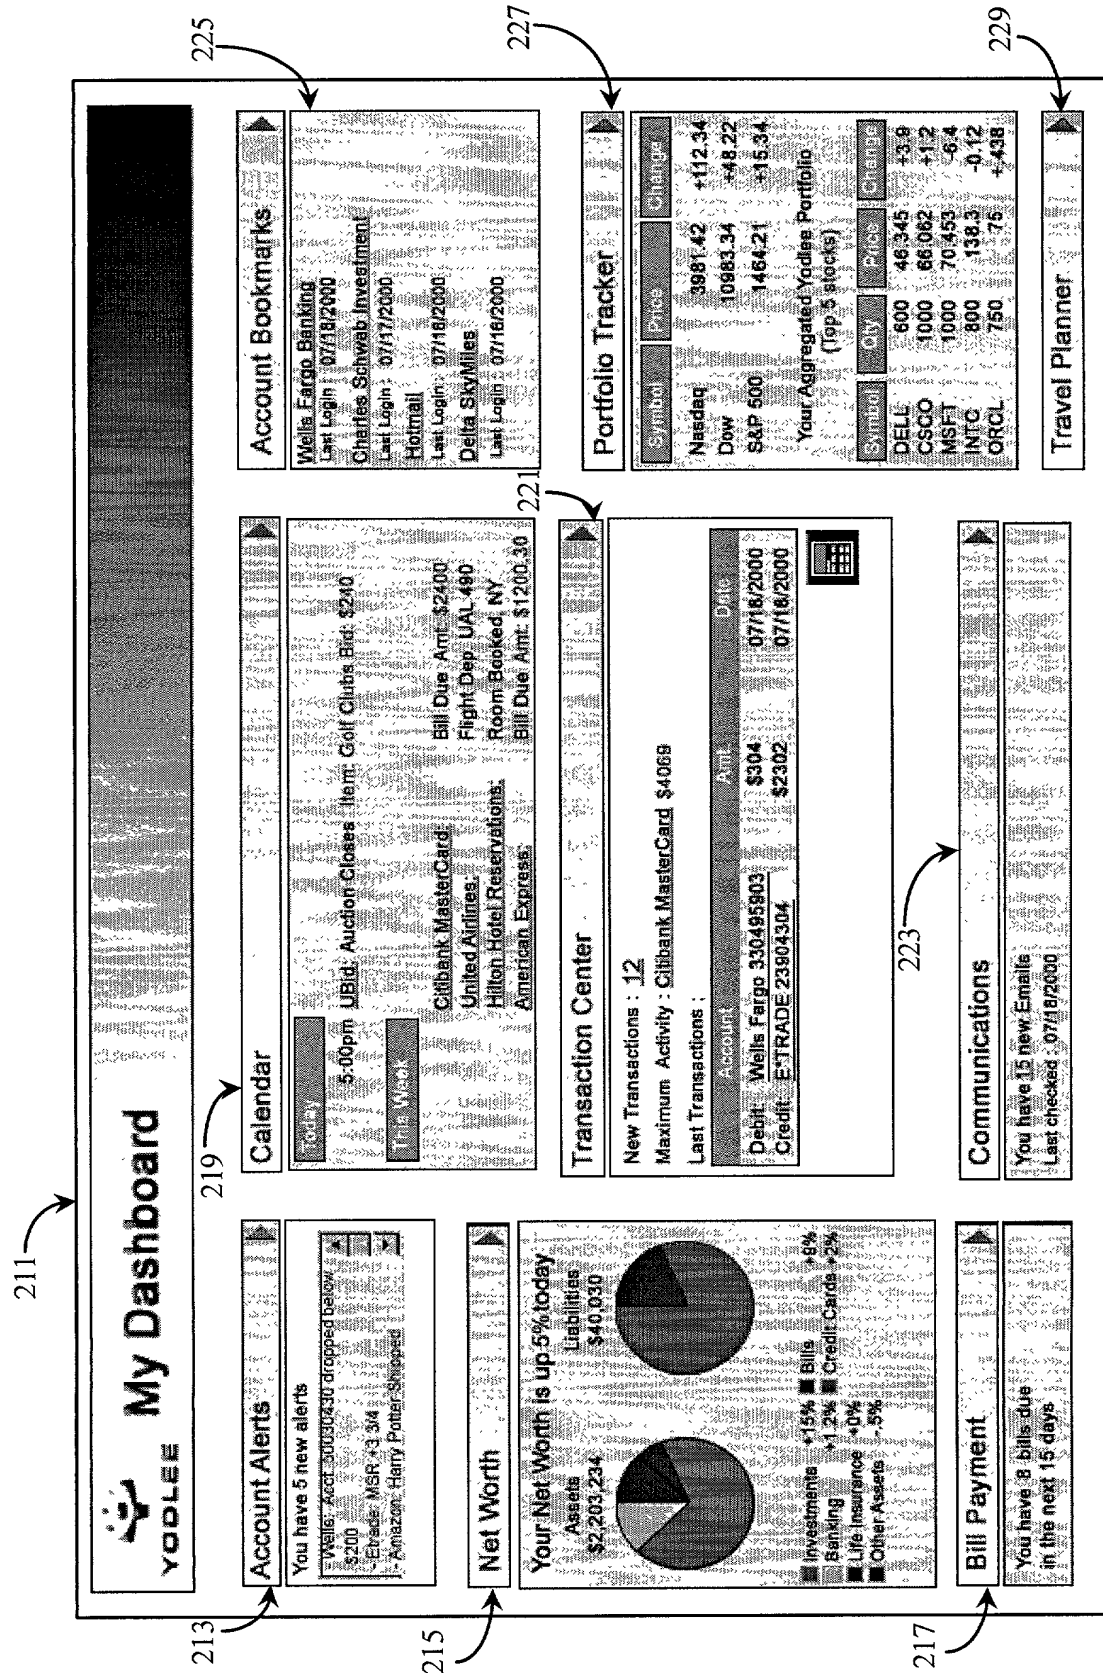 211
YODLEE
My Dashboard
213
Account Alerts
You have 5 new alerts
- Wells: Acct. 50030430 dropped below
$200
- Etrade: MSR +3 3/4
- Amazon: Harry Potter Shipped
215
Net Worth
Your Net Worth is up.5% today
Assets
Liabilities
$2,203,234
$40,030
Investments +15%
Bills +9%
Banking +1.2%
Credit Cards +2%
Life Insurance +0%
Other Assets -.5%
217
Bill Payment
You have 8 bills due
in the next 15 days
219
Calendar
Today
5:00pm UBid: Auction Closes Item: Golf Clubs Bid: $240
This Week
Citibank MasterCard: Bill Due Amt: $2400
United Airlines: Flight Dep. UAL 490
Hilton Hotel Reservations: Room Booked, NY
American Express: Bill Due Amt: $1200.30
221
Transaction Center
New Transactions : 12
Maximum Activity : Citibank MasterCard $4069
Last Transactions :
Account Amt. Date
Debit: Wells Fargo 330495903 $304 07/18/2000
Credit: ETRADE 23904304 $2302 07/18/2000
223
Communications
You have 15 new Emails
Last checked : 07/18/2000
225
Account Bookmarks
Wells Fargo Banking
Last Login : 07/18/2000
Charles Schwab Investment
Last Login : 07/17/2000
Hotmail
Last Login : 07/18/2000
Delta SkyMiles
Last Login : 07/16/2000
227
Portfolio Tracker
Symbol Price Change
Nasdaq 3981.42 +112.34
Dow 10983.34 +48.22
S&P 500 1464.21 +15.34
Your Aggregated Yodlee Portfolio
(Top 5 stocks)
Symbol Qty Price Change
DELL 600 46.345 +3.9
CSCO 1000 66.062 +1.2
MSFT 1000 70.453 -6.4
INTC 800 138.3 -0.12
ORCL 750 75 +.438
229
Travel Planner